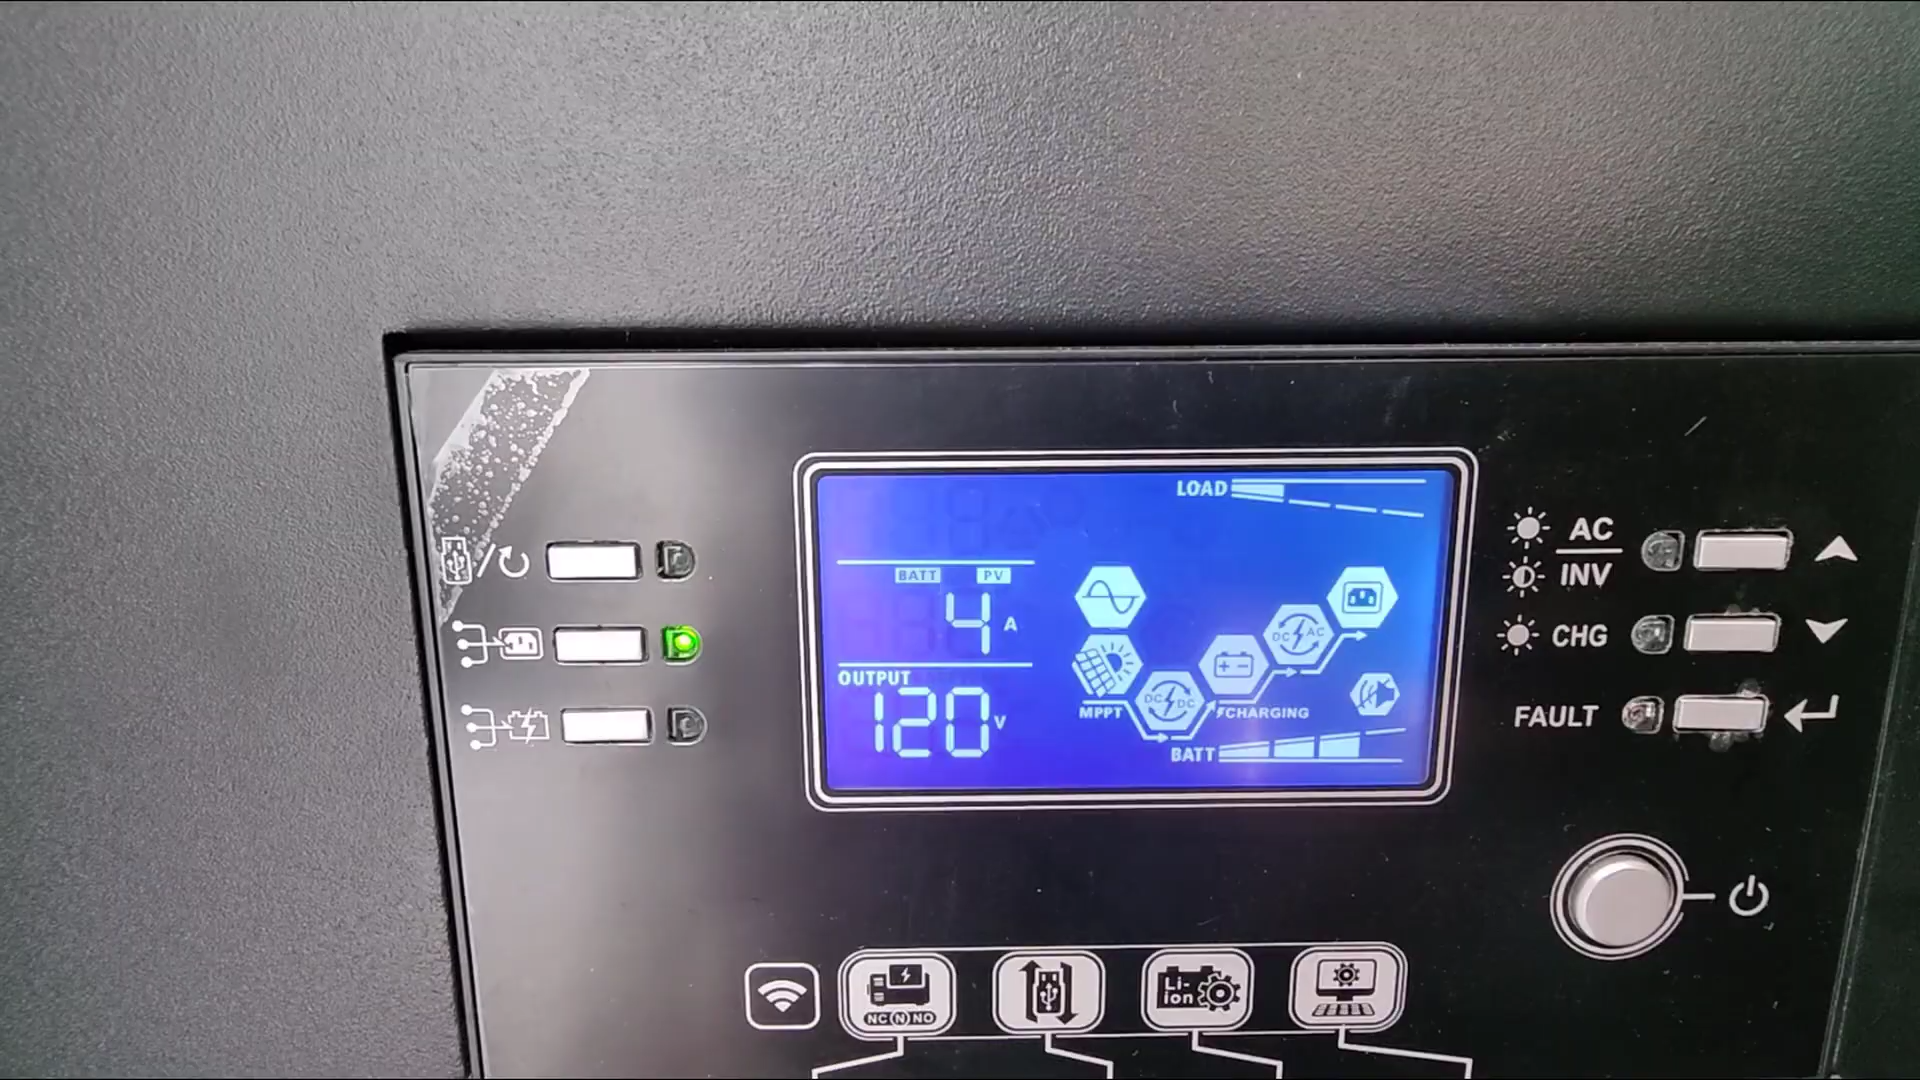 LOAD
BATT PV
4 A
OUTPUT
120 V
DC AC
DC DC
MPPT
CHARGING
BATT
AC
INV
CHG
FAULT
NC N NO
Li-
ion